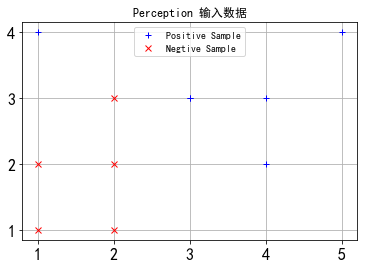 Perception 输入数据
Positive Sample
Negtive Sample
4
3
2
1
1 2 3 4 5